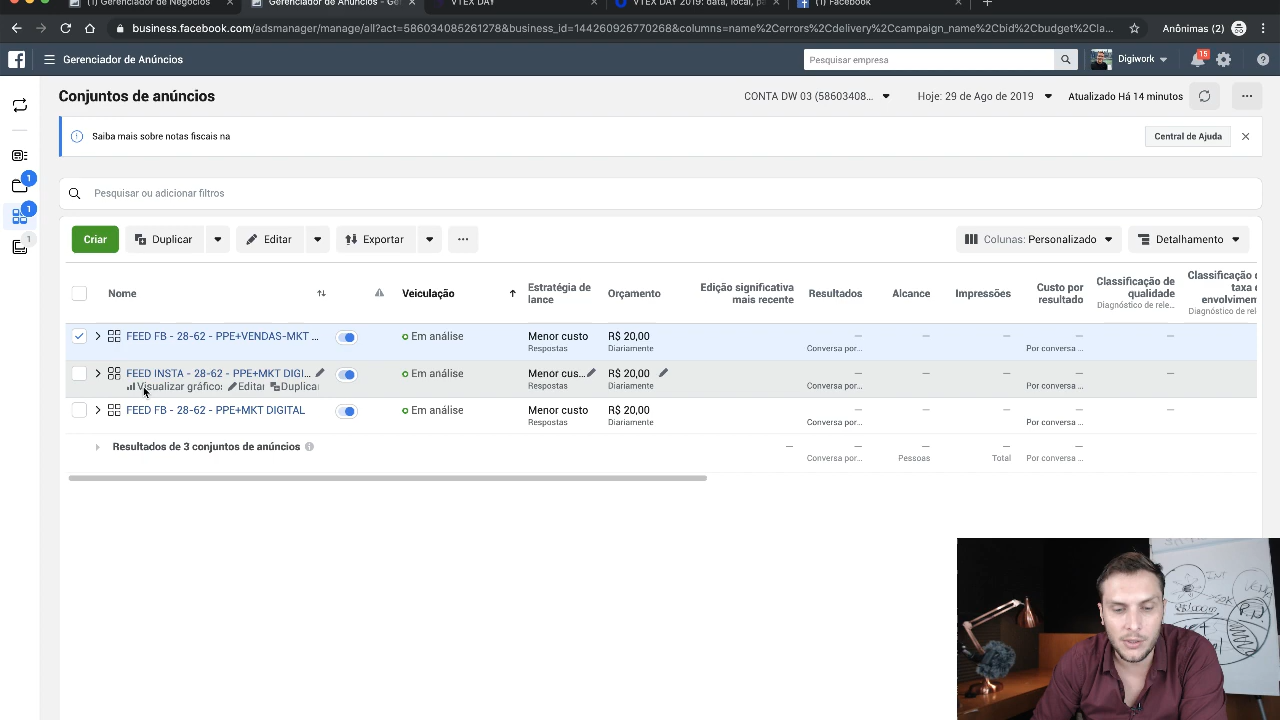 Gerenciador de Negócios
Gerenciador de Anúncios - Ger
VTEX DAY
VTEX DAY 2019: data, local, pa
(1) Facebook
business.facebook.com/adsmanager/manage/all?act=586034085261278&business_id=144260926770268&columns=name%2Cerrors%2Cdelivery%2Ccampaign_name%2Cbid%2Cbudget%2Cla...
Anônimas (2)
Gerenciador de Anúncios
Pesquisar empresa
Digiwork
15
Conjuntos de anúncios
CONTA DW 03 (58603408...
Hoje: 29 de Ago de 2019
Atualizado Há 14 minutos
Saiba mais sobre notas fiscais na
Central de Ajuda
1
1
1
Pesquisar ou adicionar filtros
Criar
Duplicar
Editar
Exportar
Colunas: Personalizado
Detalhamento
Nome
Veiculação
Estratégia de lance
Orçamento
Edição significativa mais recente
Resultados
Alcance
Impressões
Custo por resultado
Classificação de qualidade
Diagnóstico de rele...
Classificação d
taxa d
envolvimen
Diagnóstico de rel
FEED FB - 28-62 - PPE+VENDAS-MKT ...
Em análise
Menor custo
R$ 20,00
— — — — —
Respostas
Diariamente
Conversa por...
Por conversa ...
FEED INSTA - 28-62 - PPE+MKT DIGI...
Em análise
Menor cus...
R$ 20,00
— — — — —
Visualizar gráficos
Editar
Duplicar
Respostas
Diariamente
Conversa por...
Por conversa ...
FEED FB - 28-62 - PPE+MKT DIGITAL
Em análise
Menor custo
R$ 20,00
— — — — —
Respostas
Diariamente
Conversa por...
Por conversa ...
Resultados de 3 conjuntos de anúncios
— — — — —
Conversa por...
Pessoas
Total
Por conversa ...